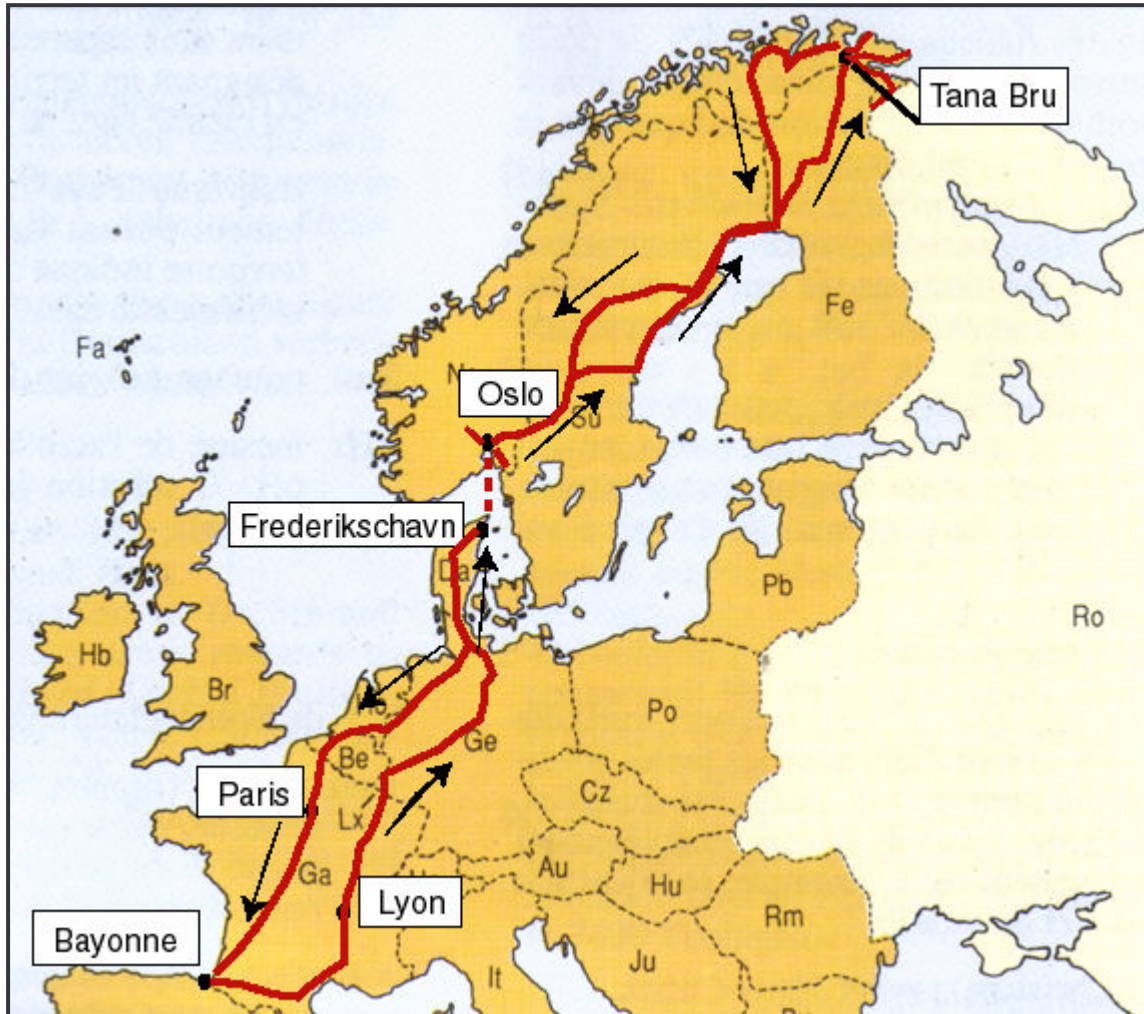 Tana Bru
Fe
Fa
N
Oslo
Su
Frederikschavn
Da
Pb
Ro
Hb
Br
Ho
Po
Ge
Be
Paris
Cz
Lx
Ga
Au
Hu
Lyon
Rm
Bayonne
Ju
It